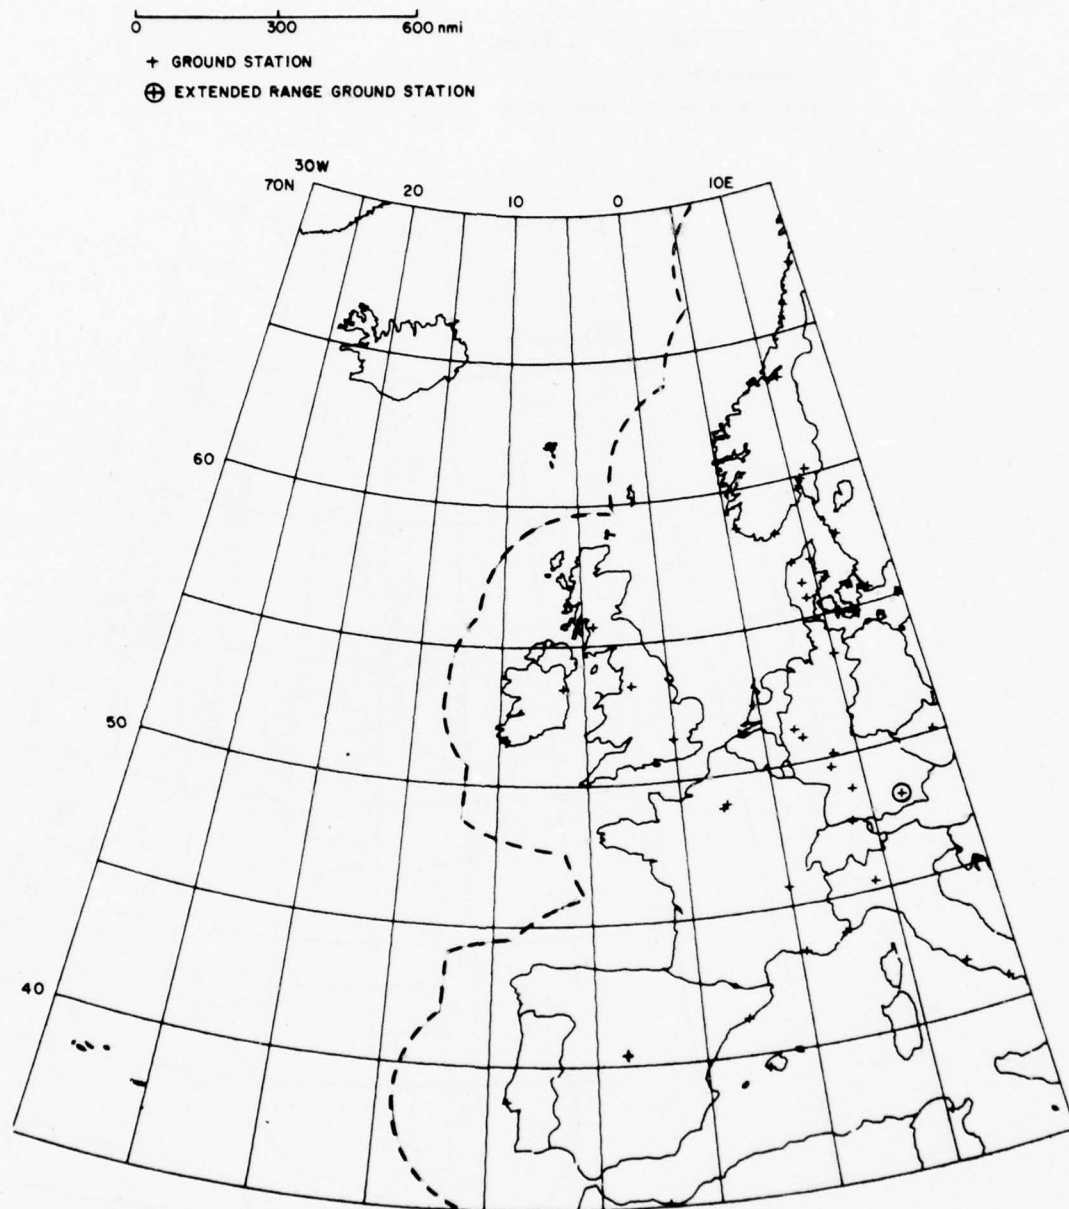 0 300 600 nmi
+ GROUND STATION
⊕ EXTENDED RANGE GROUND STATION
30W
70N 20 10 0 10E
60
50
40